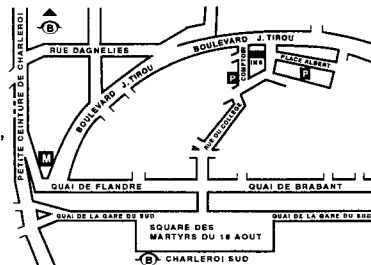 B
RUE DAGNELIES
BOULEVARD J. TIROU
COMPTOIR
INS
PLACE ALBERT
P
P
PETITE CEINTURE DE CHARLEROI
BOULEVARD J. TIROU
RUE DU COLLEGE
M
QUAI DE FLANDRE
QUAI DE BRABANT
QUAI DE LA GARE DU SUD
QUAI DE LA GARE DU SUD
SQUARE DES
MARTYRS DU 18 AOUT
B CHARLEROI SUD